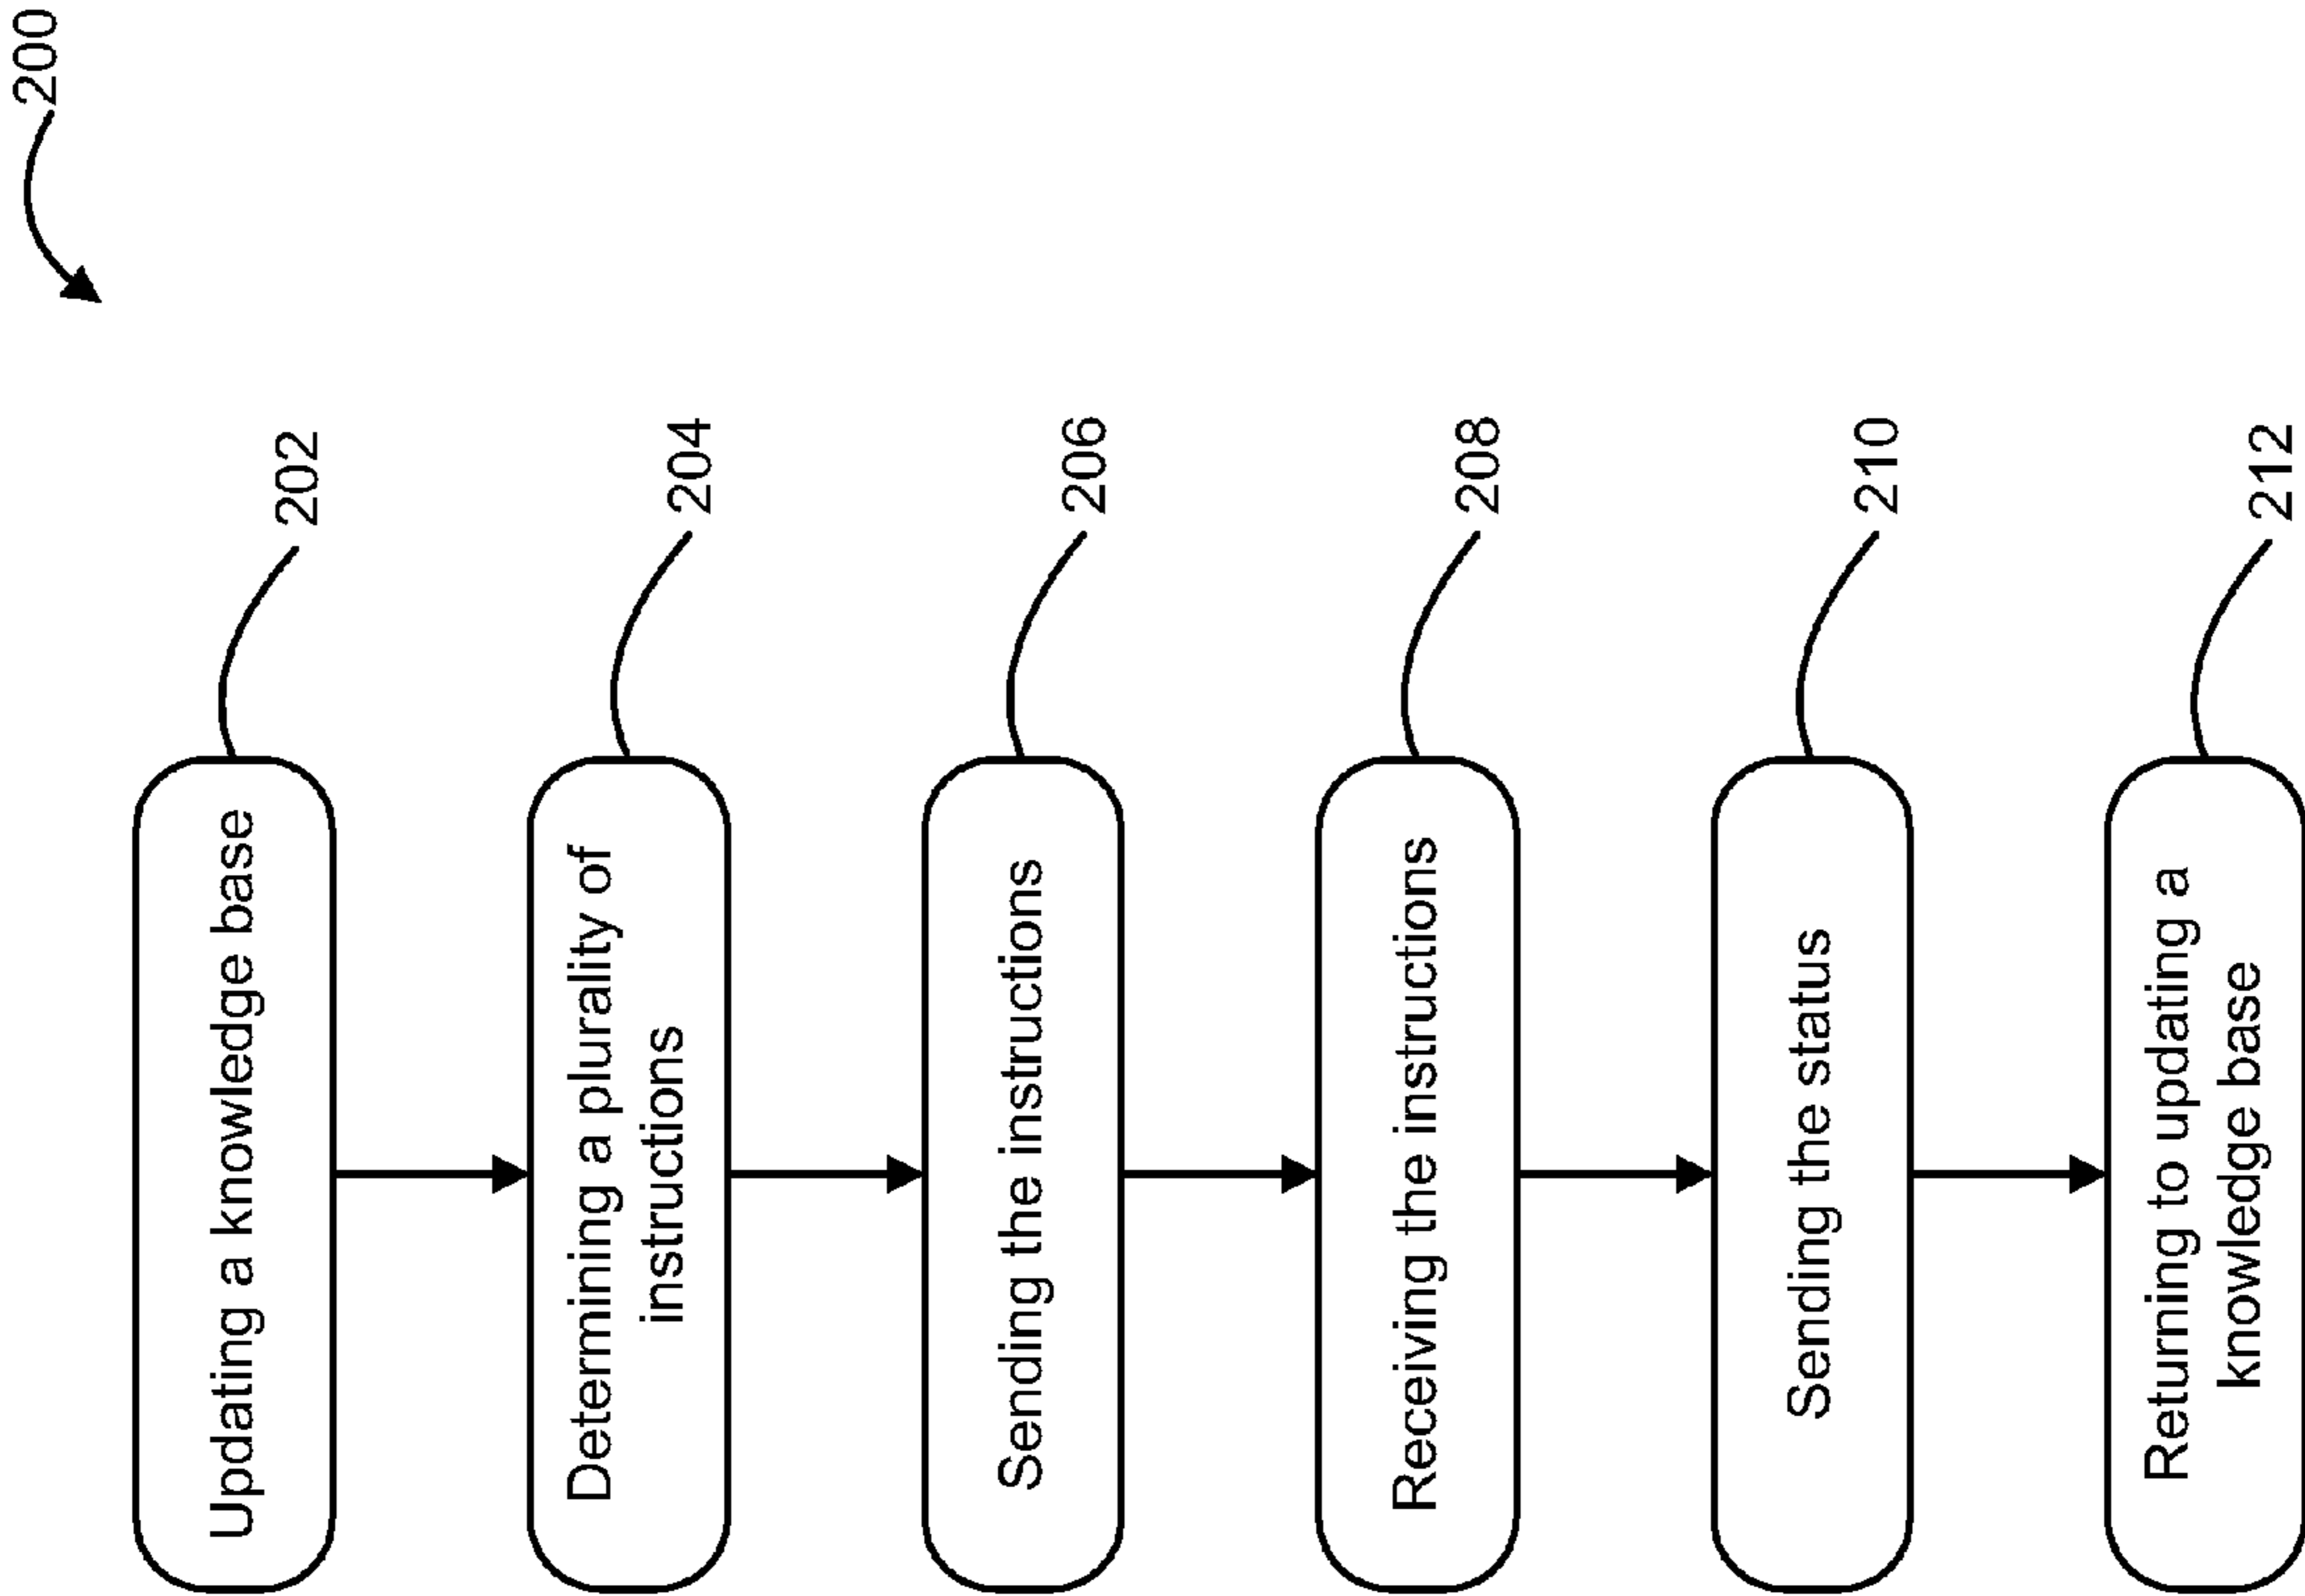 200
Updating a knowledge base
202
Determining a plurality of
instructions
204
Sending the instructions
206
Receiving the instructions
208
Sending the status
210
Returning to updating a
knowledge base
212